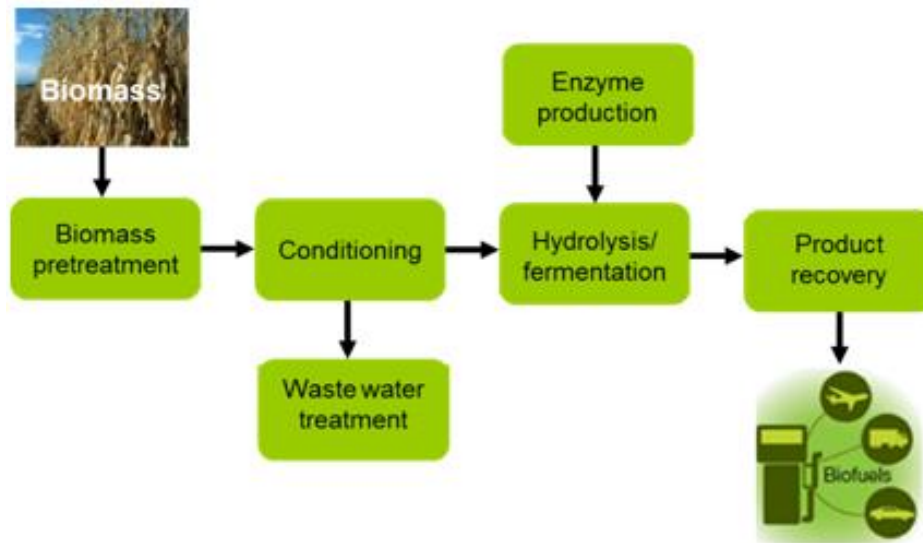 Biomass
Enzyme
production
Biomass
pretreatment
Conditioning
Hydrolysis/
fermentation
Product
recovery
Waste water
treatment
Biofuels